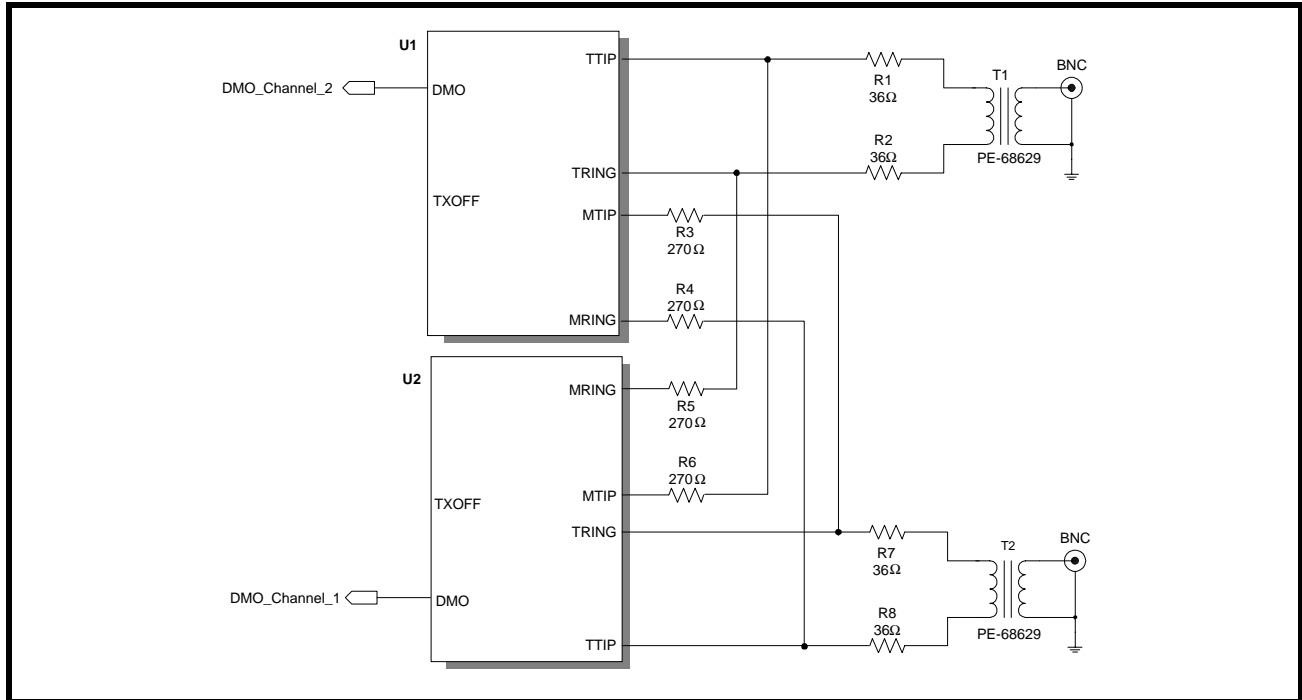 U1
TTIP
DMO_Channel_2
DMO
R1
36Ω
T1
BNC
R2
36Ω
PE-68629
TRING
TXOFF
MTIP
R3
270Ω
R4
270Ω
MRING
U2
MRING
R5
270Ω
R6
270Ω
TXOFF
MTIP
TRING
R7
36Ω
T2
BNC
DMO_Channel_1
DMO
R8
36Ω
PE-68629
TTIP